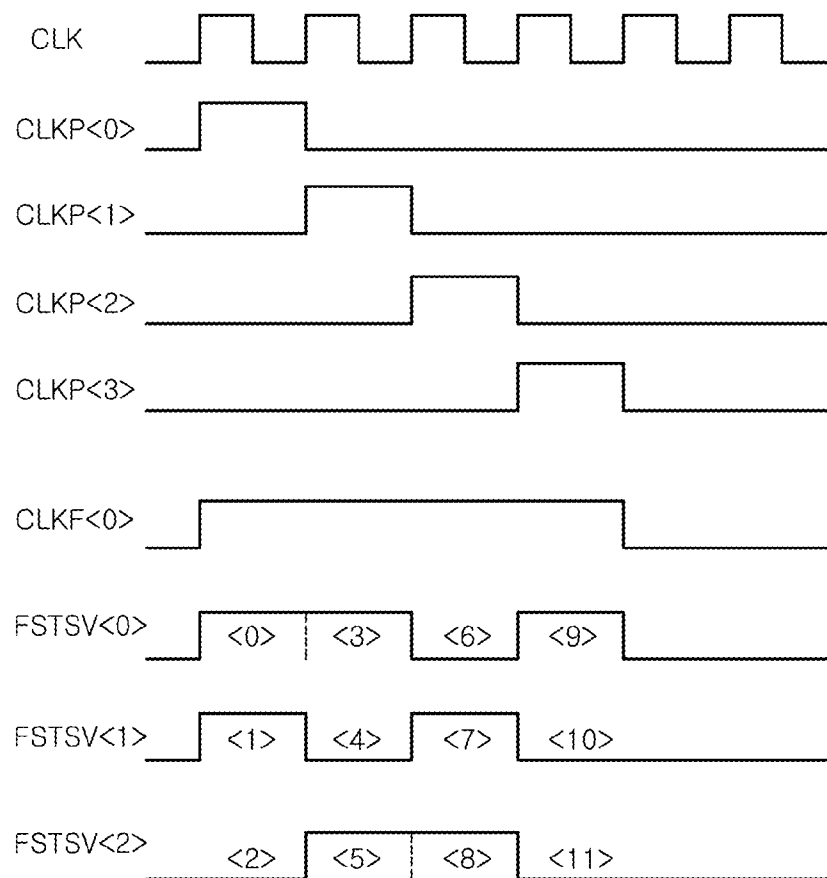 CLK
CLKP<0>
CLKP<1>
CLKP<2>
CLKP<3>
CLKF<0>
FSTSV<0> <0> <3> <6> <9>
FSTSV<1> <1> <4> <7> <10>
FSTSV<2> <2> <5> <8> <11>